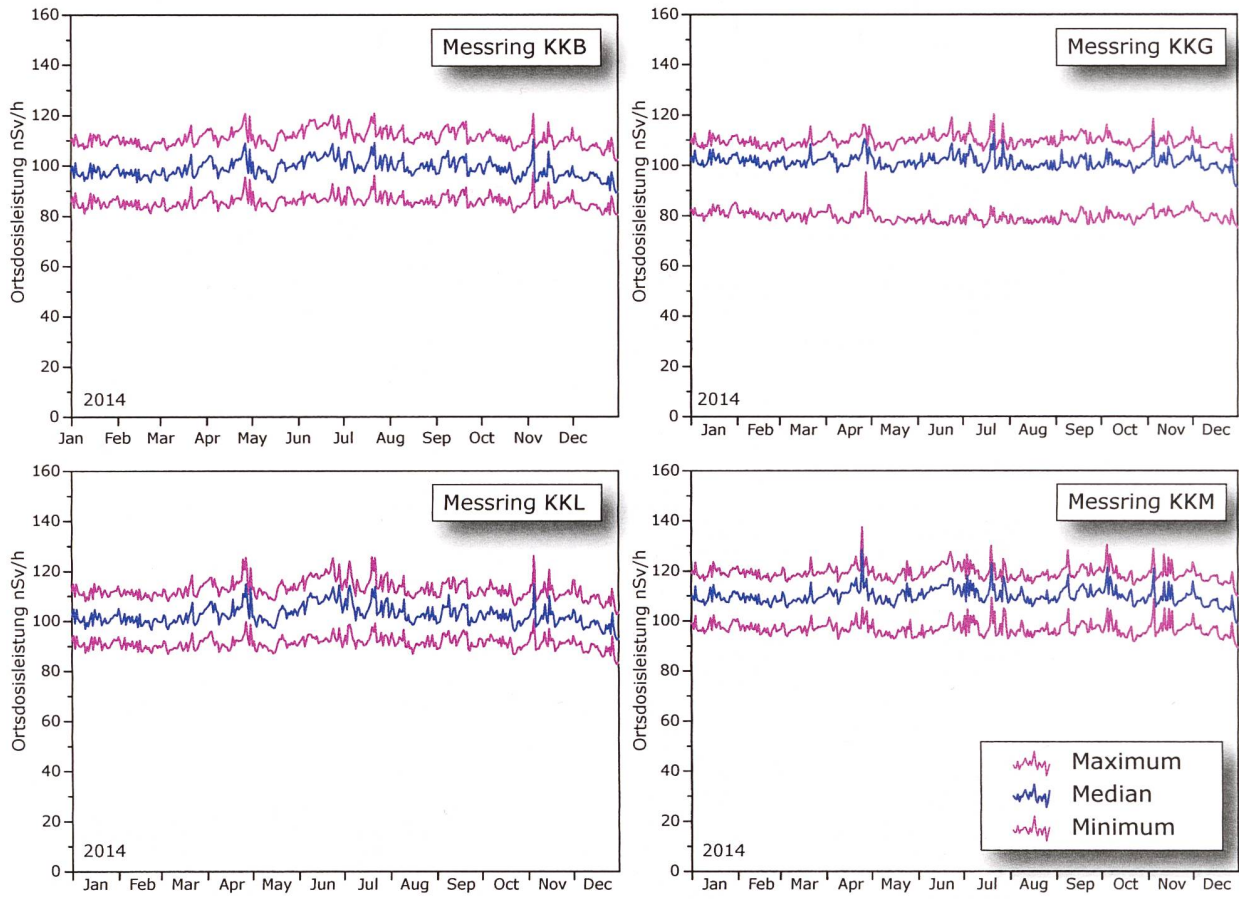 Messring KKB
Ortsdosisleistung nSv/h
160
140
120
100
80
60
40
20
0
2014
Jan Feb Mar Apr May Jun Jul Aug Sep Oct Nov Dec
Messring KKG
Ortsdosisleistung nSv/h
160
140
120
100
80
60
40
20
0
2014
Jan Feb Mar Apr May Jun Jul Aug Sep Oct Nov Dec
Messring KKL
Ortsdosisleistung nSv/h
160
140
120
100
80
60
40
20
0
2014
Jan Feb Mar Apr May Jun Jul Aug Sep Oct Nov Dec
Messring KKM
Ortsdosisleistung nSv/h
160
140
120
100
80
60
40
20
0
2014
Jan Feb Mar Apr May Jun Jul Aug Sep Oct Nov Dec
Maximum
Median
Minimum